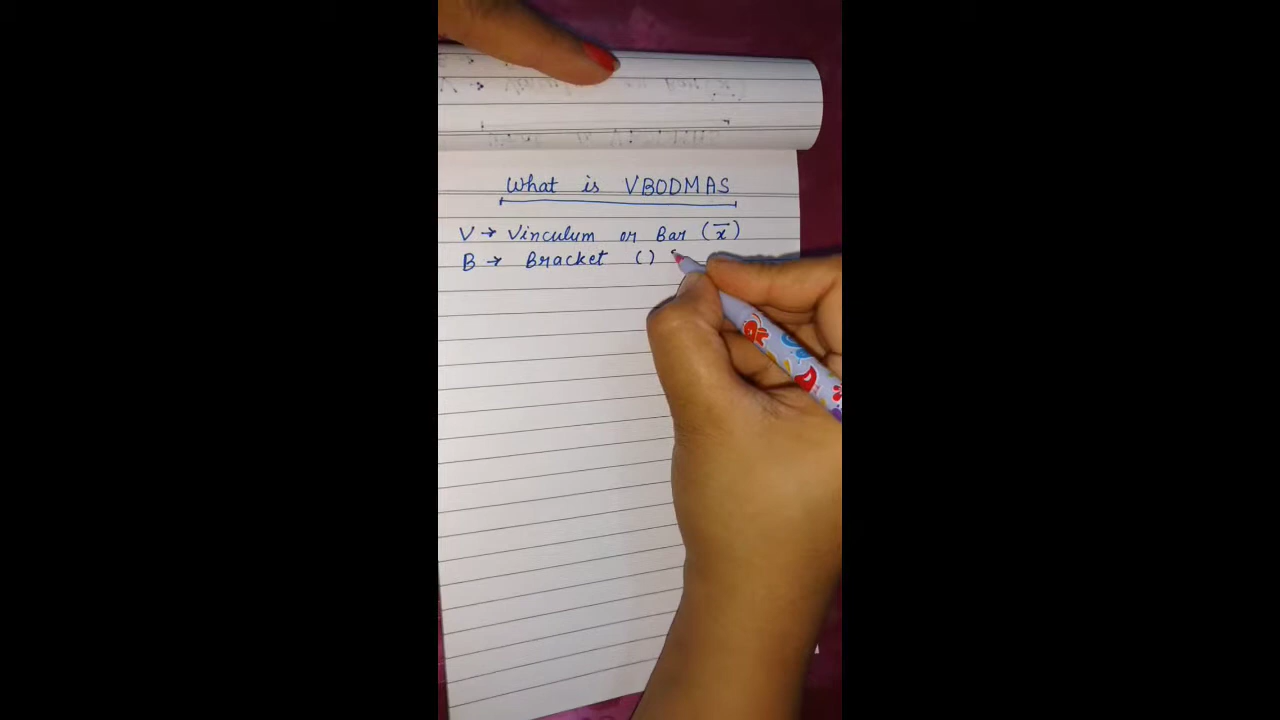 What is VBODMAS
V → Vinculum or Bar (x̅)
B → Bracket ()